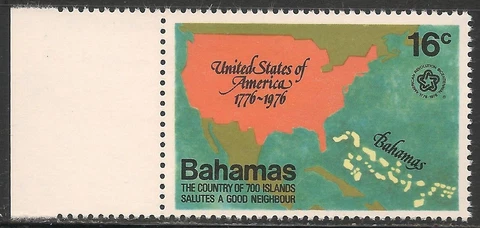 16c
United States of
America
1776~1976
Bahamas
Bahamas
THE COUNTRY OF 700 ISLANDS
SALUTES A GOOD NEIGHBOUR